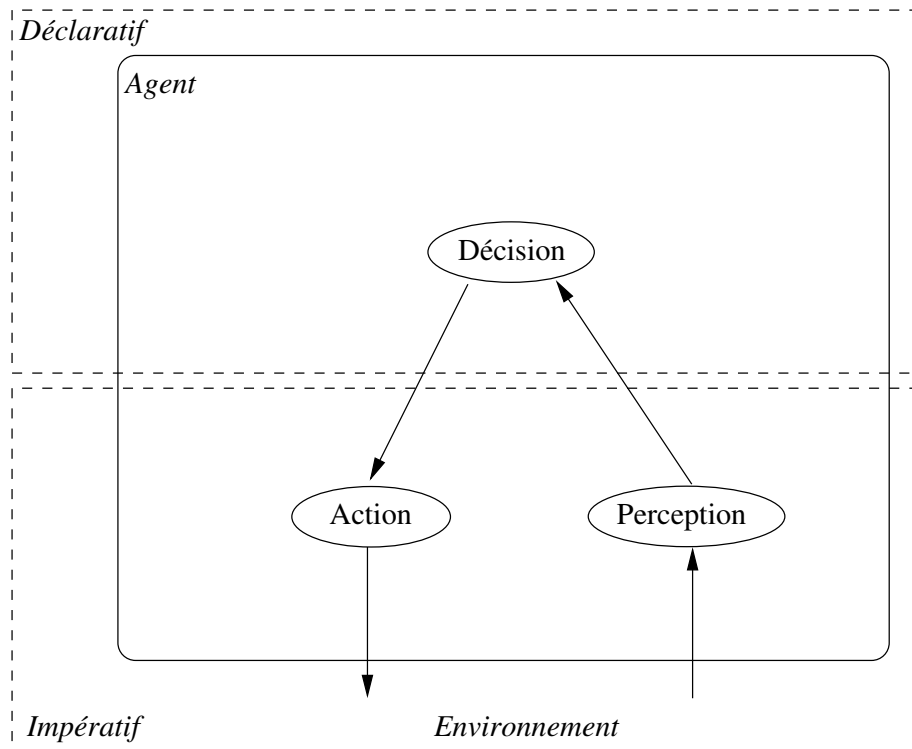 Déclaratif
Agent
Décision
Action
Perception
Impératif
Environnement